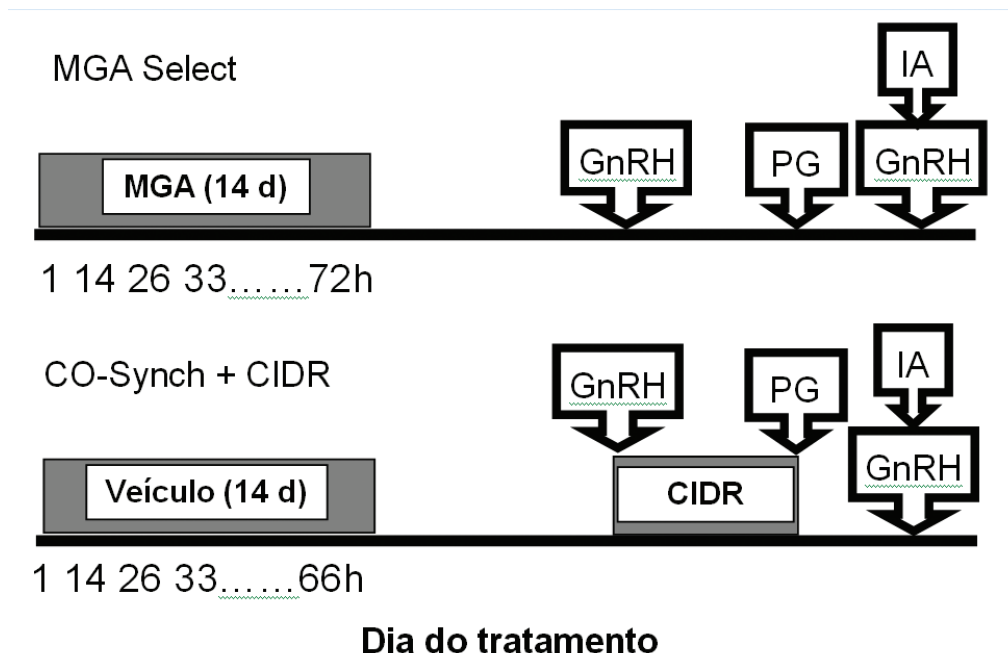 MGA Select
IA
MGA (14 d)
GnRH
PG
GnRH
1 14 26 33……72h
CO-Synch + CIDR
GnRH
PG
IA
Veículo (14 d)
CIDR
GnRH
1 14 26 33……66h
Dia do tratamento